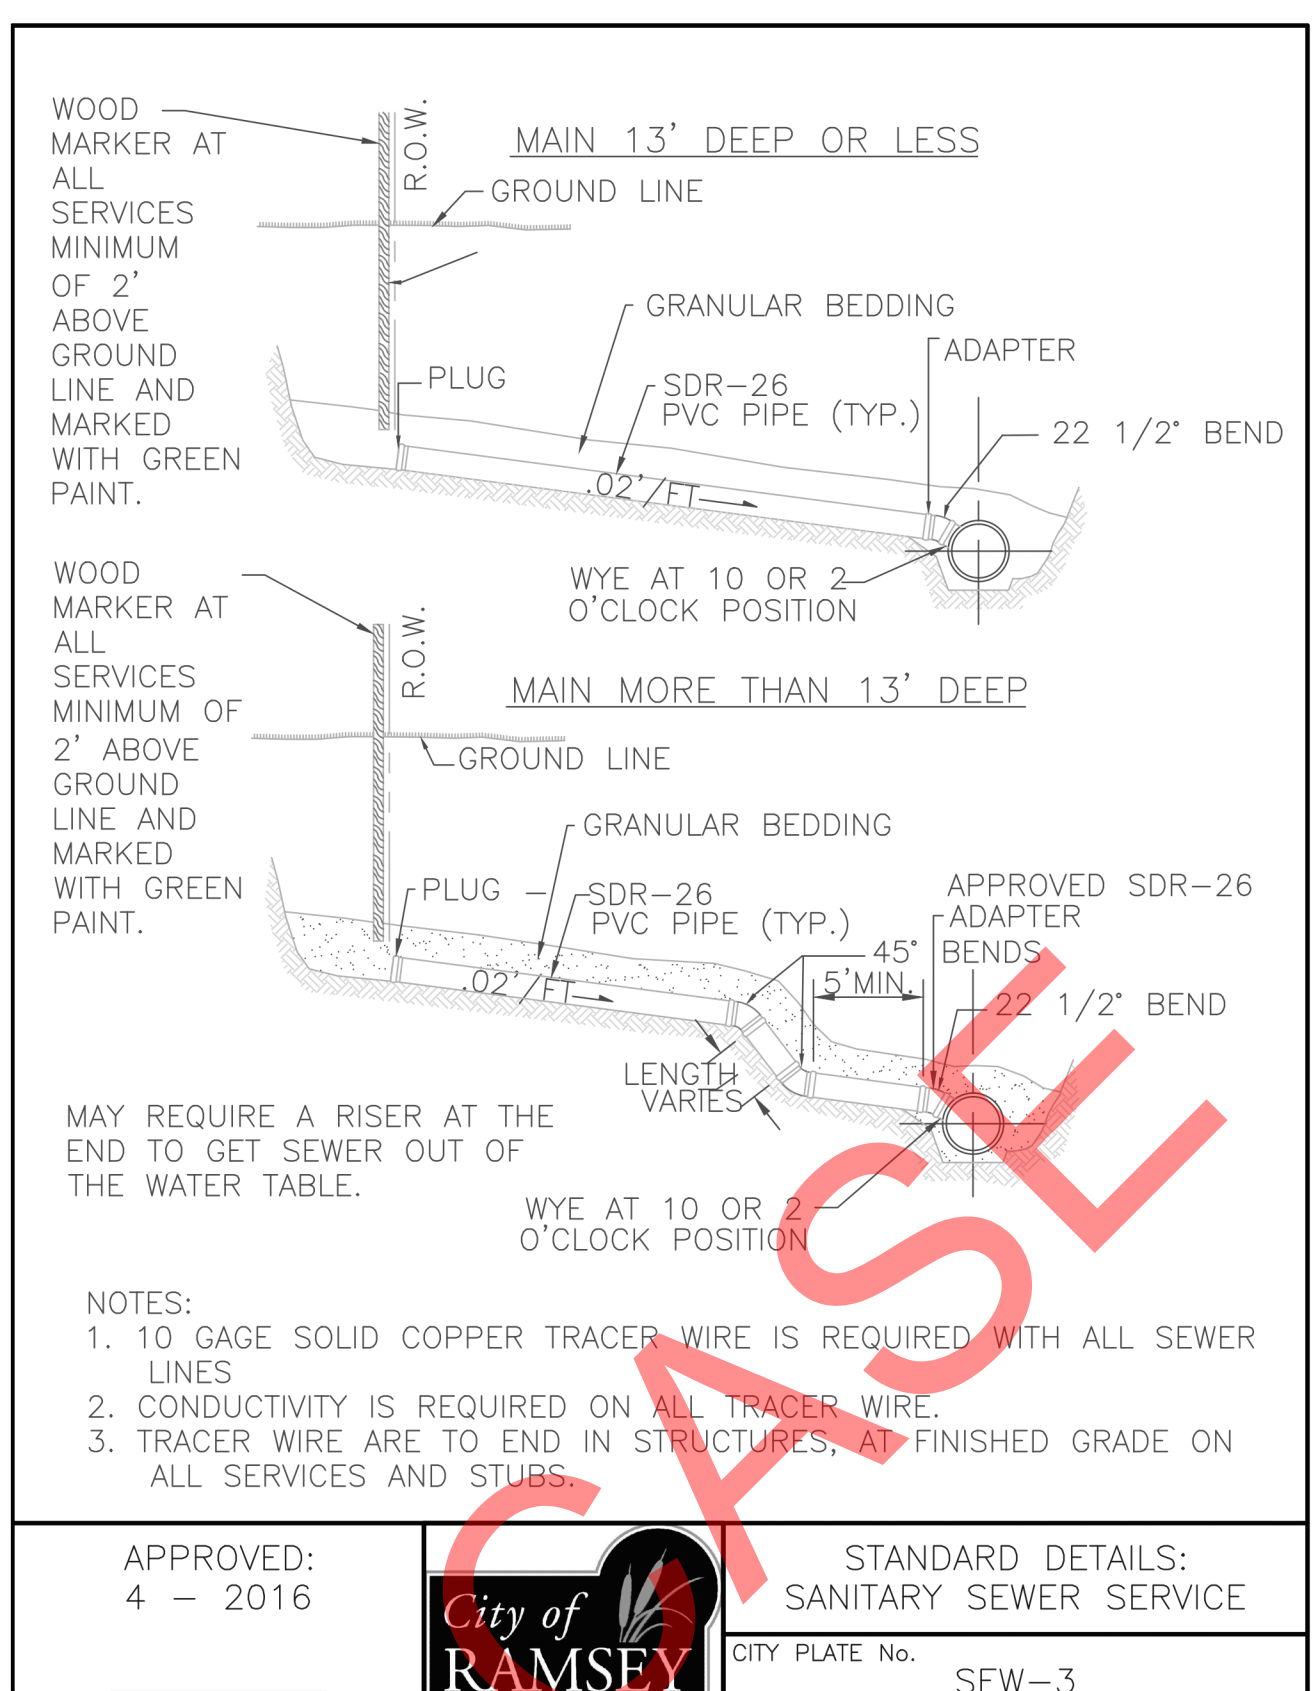 WOOD
MARKER AT
ALL
SERVICES
MINIMUM
OF 2'
ABOVE
GROUND
LINE AND
MARKED
WITH GREEN
PAINT.
R.O.W.
MAIN 13' DEEP OR LESS
GROUND LINE
GRANULAR BEDDING
ADAPTER
PLUG
SDR-26
PVC PIPE (TYP.)
22 1/2° BEND
.02'/FT
WYE AT 10 OR 2
O'CLOCK POSITION
WOOD
MARKER AT
ALL
SERVICES
MINIMUM OF
2' ABOVE
GROUND
LINE AND
MARKED
WITH GREEN
PAINT.
R.O.W.
MAIN MORE THAN 13' DEEP
GROUND LINE
GRANULAR BEDDING
PLUG
SDR-26
PVC PIPE (TYP.)
APPROVED SDR-26
ADAPTER
45° BENDS
5'MIN.
22 1/2° BEND
.02'/FT
LENGTH
VARIES
MAY REQUIRE A RISER AT THE
END TO GET SEWER OUT OF
THE WATER TABLE.
WYE AT 10 OR 2
O'CLOCK POSITION
NOTES:
1. 10 GAGE SOLID COPPER TRACER WIRE IS REQUIRED WITH ALL SEWER
LINES
2. CONDUCTIVITY IS REQUIRED ON ALL TRACER WIRE.
3. TRACER WIRE ARE TO END IN STRUCTURES, AT FINISHED GRADE ON
ALL SERVICES AND STUBS.
CASE
APPROVED:
4 - 2016
City of
RAMSEY
STANDARD DETAILS:
SANITARY SEWER SERVICE
CITY PLATE No.
SEW-3